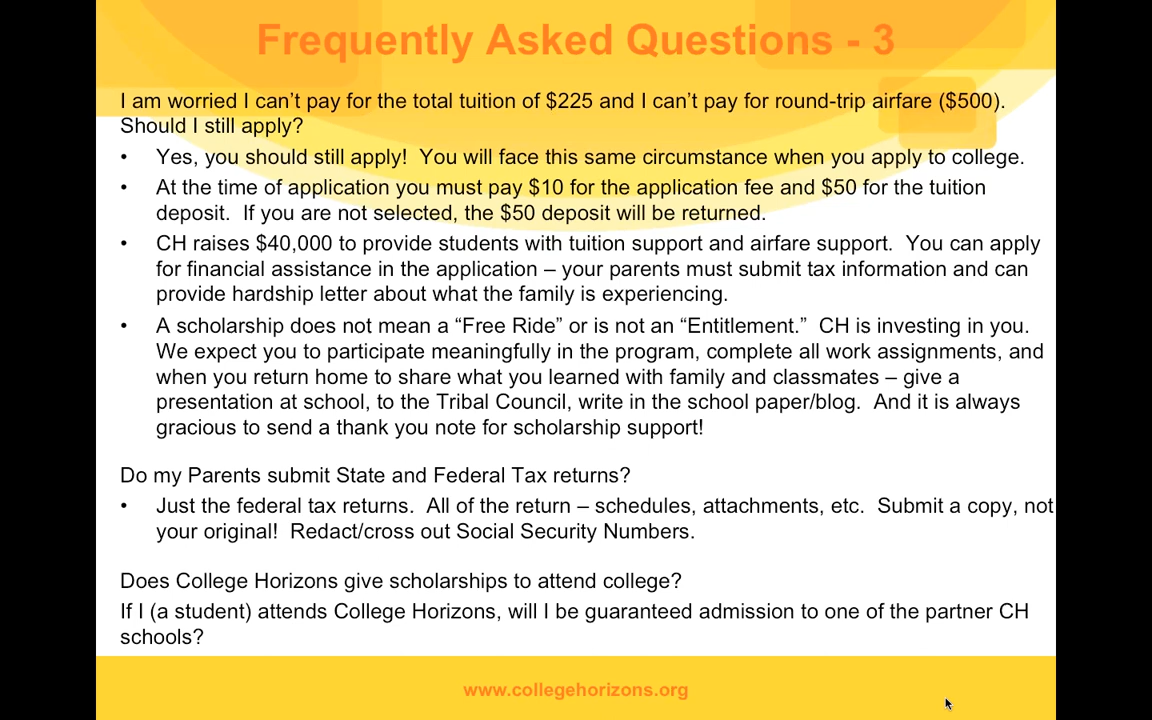 Frequently Asked Questions - 3
I am worried I can’t pay for the total tuition of $225 and I can’t pay for round-trip airfare ($500).
Should I still apply?
• Yes, you should still apply!  You will face this same circumstance when you apply to college.
• At the time of application you must pay $10 for the application fee and $50 for the tuition
deposit.  If you are not selected, the $50 deposit will be returned.
• CH raises $40,000 to provide students with tuition support and airfare support.  You can apply
for financial assistance in the application – your parents must submit tax information and can
provide hardship letter about what the family is experiencing.
• A scholarship does not mean a “Free Ride” or is not an “Entitlement.”  CH is investing in you.
We expect you to participate meaningfully in the program, complete all work assignments, and
when you return home to share what you learned with family and classmates – give a
presentation at school, to the Tribal Council, write in the school paper/blog.  And it is always
gracious to send a thank you note for scholarship support!
Do my Parents submit State and Federal Tax returns?
• Just the federal tax returns.  All of the return – schedules, attachments, etc.  Submit a copy, not
your original!  Redact/cross out Social Security Numbers.
Does College Horizons give scholarships to attend college?
If I (a student) attends College Horizons, will I be guaranteed admission to one of the partner CH
schools?
www.collegehorizons.org